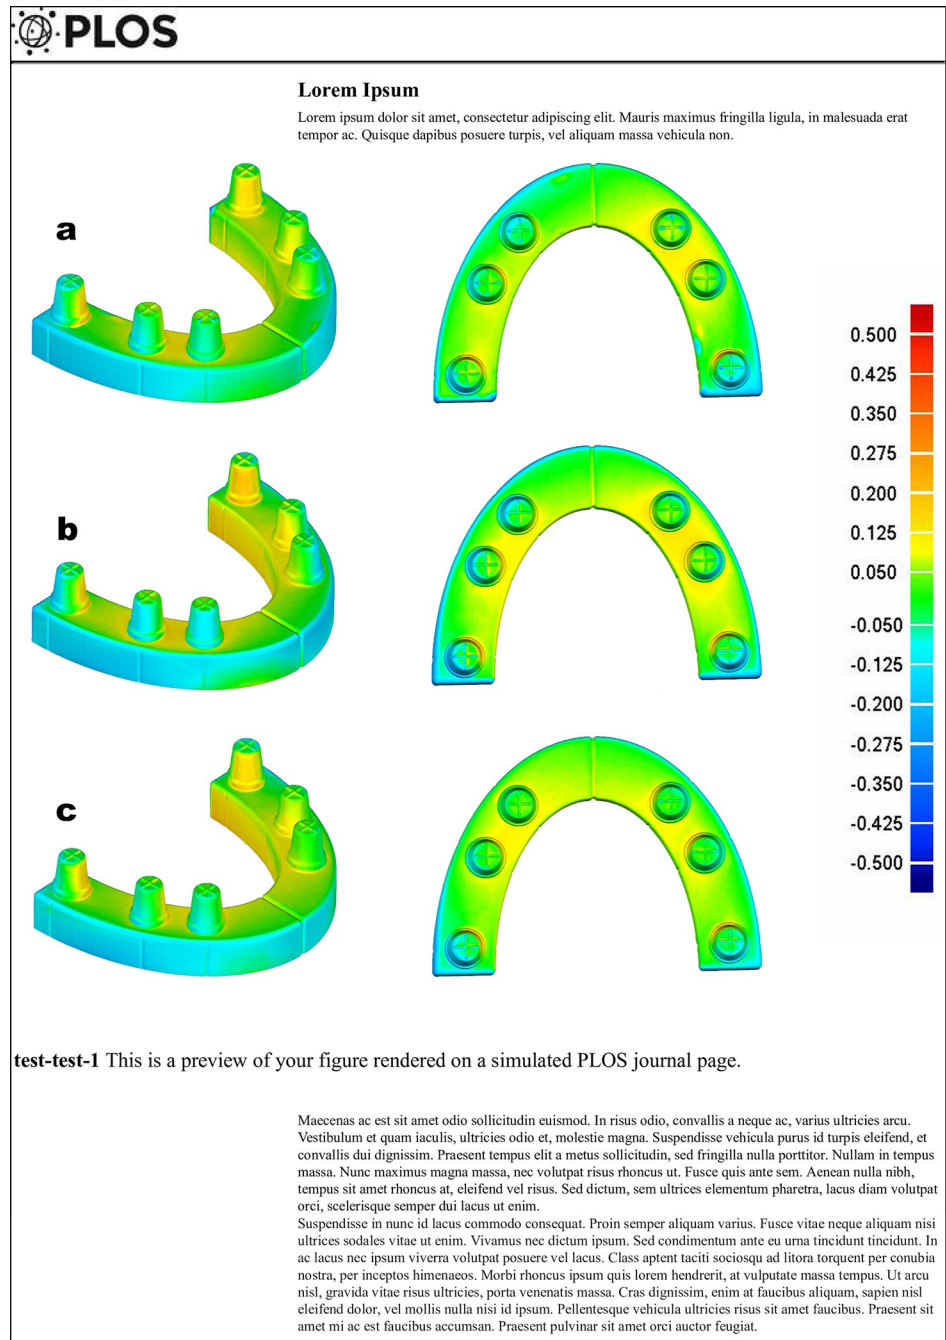 PLOS
Lorem Ipsum
Lorem ipsum dolor sit amet, consectetur adipiscing elit. Mauris maximus fringilla ligula, in malesuada erat
tempor ac. Quisque dapibus posuere turpis, vel aliquam massa vehicula non.
a
b
c
0.500
0.425
0.350
0.275
0.200
0.125
0.050
-0.050
-0.125
-0.200
-0.275
-0.350
-0.425
-0.500
test-test-1 This is a preview of your figure rendered on a simulated PLOS journal page.
Maecenas ac est sit amet odio sollicitudin euismod. In risus odio, convallis a neque ac, varius ultricies arcu.
Vestibulum et quam iaculis, ultricies odio et, molestie magna. Suspendisse vehicula purus id turpis eleifend, et
convallis dui dignissim. Praesent tempus elit a metus sollicitudin, sed fringilla nulla porttitor. Nullam in tempus
massa. Nunc maximus magna massa, nec volutpat risus rhoncus ut. Fusce quis ante sem. Aenean nulla nibh,
tempus sit amet rhoncus at, eleifend vel risus. Sed dictum, sem ultrices elementum pharetra, lacus diam volutpat
orci, scelerisque semper dui lacus ut enim.
Suspendisse in nunc id lacus commodo consequat. Proin semper aliquam varius. Fusce vitae neque aliquam nisi
ultrices sodales vitae ut enim. Vivamus nec dictum ipsum. Sed condimentum ante eu urna tincidunt tincidunt. In
ac lacus nec ipsum viverra volutpat posuere vel lacus. Class aptent taciti sociosqu ad litora torquent per conubia
nostra, per inceptos himenaeos. Morbi rhoncus ipsum quis lorem hendrerit, at vulputate massa tempus. Ut arcu
nisl, gravida vitae risus ultricies, porta venenatis massa. Cras dignissim, enim at faucibus aliquam, sapien nisl
eleifend dolor, vel mollis nulla nisi id ipsum. Pellentesque vehicula ultricies risus sit amet faucibus. Praesent sit
amet mi ac est faucibus accumsan. Praesent pulvinar sit amet orci auctor feugiat.